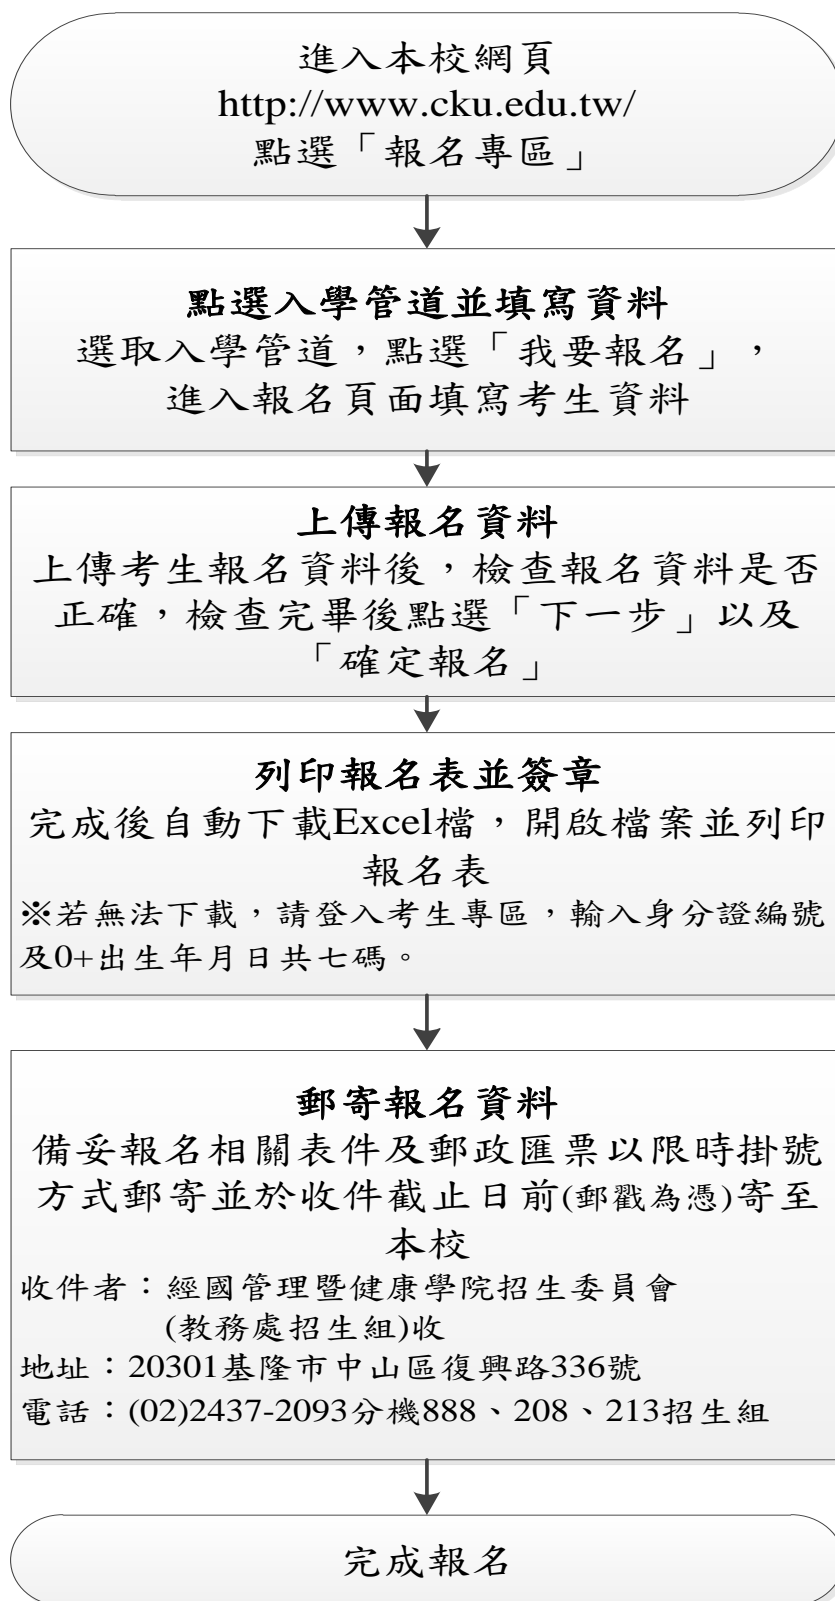 進入本校網頁
http://www.cku.edu.tw/
點選「報名專區」
點選入學管道並填寫資料
選取入學管道，點選「我要報名」，
進入報名頁面填寫考生資料
上傳報名資料
上傳考生報名資料後，檢查報名資料是否
正確，檢查完畢後點選「下一步」以及
「確定報名」
列印報名表並簽章
完成後自動下載Excel檔，開啟檔案並列印
報名表
※若無法下載，請登入考生專區，輸入身分證編號
及0+出生年月日共七碼。
郵寄報名資料
備妥報名相關表件及郵政匯票以限時掛號
方式郵寄並於收件截止日前(郵戳為憑)寄至
本校
收件者：經國管理暨健康學院招生委員會
(教務處招生組)收
地址：20301基隆市中山區復興路336號
電話：(02)2437-2093分機888、208、213招生組
完成報名